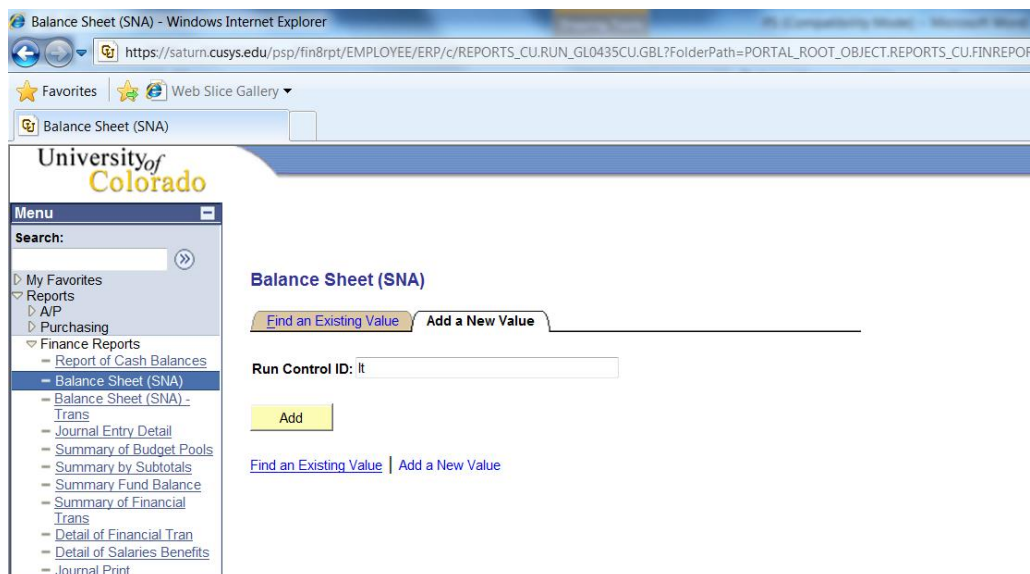 Balance Sheet (SNA) - Windows Internet Explorer
https://saturn.cusys.edu/psp/fin8rpt/EMPLOYEE/ERP/c/REPORTS_CU.RUN_GL0435CU.GBL?FolderPath=PORTAL_ROOT_OBJECT.REPORTS_CU.FINREPOR
Favorites Web Slice Gallery
Balance Sheet (SNA)
University of
Colorado
Menu
Search:
My Favorites
Reports
A/P
Purchasing
Finance Reports
Report of Cash Balances
Balance Sheet (SNA)
Balance Sheet (SNA) -
Trans
Journal Entry Detail
Summary of Budget Pools
Summary by Subtotals
Summary Fund Balance
Summary of Financial
Trans
Detail of Financial Tran
Detail of Salaries Benefits
Journal Print
Balance Sheet (SNA)
Find an Existing Value Add a New Value
Run Control ID: lt
Add
Find an Existing Value | Add a New Value